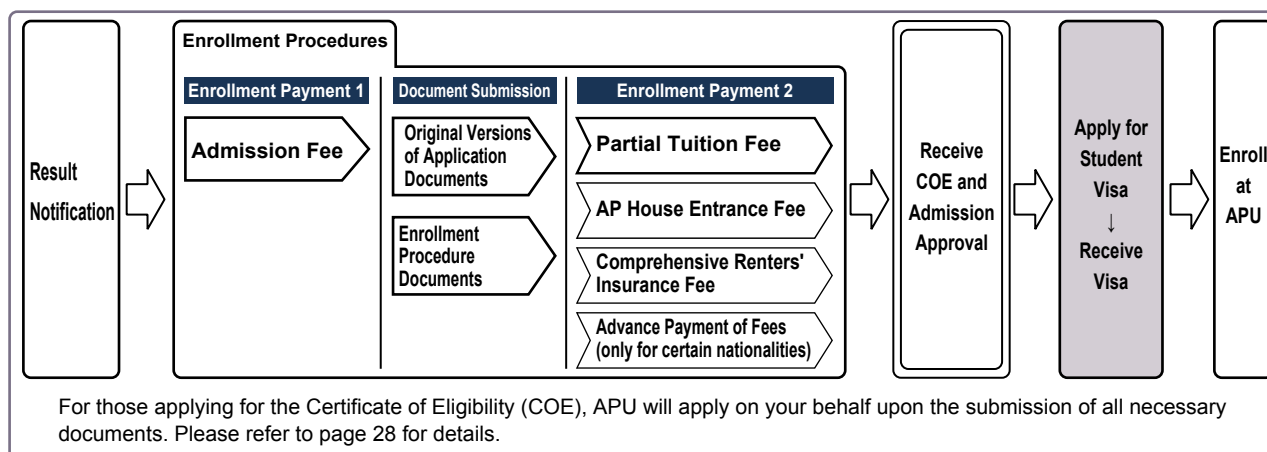 Enrollment Procedures
Result
Notification
Enrollment Payment 1
Admission Fee
Document Submission
Original Versions
of Application
Documents
Enrollment
Procedure
Documents
Enrollment Payment 2
Partial Tuition Fee
AP House Entrance Fee
Comprehensive Renters'
Insurance Fee
Advance Payment of Fees
(only for certain nationalities)
Receive
COE and
Admission
Approval
Apply for
Student
Visa
↓
Receive
Visa
Enroll
at
APU
For those applying for the Certificate of Eligibility (COE), APU will apply on your behalf upon the submission of all necessary
documents. Please refer to page 28 for details.